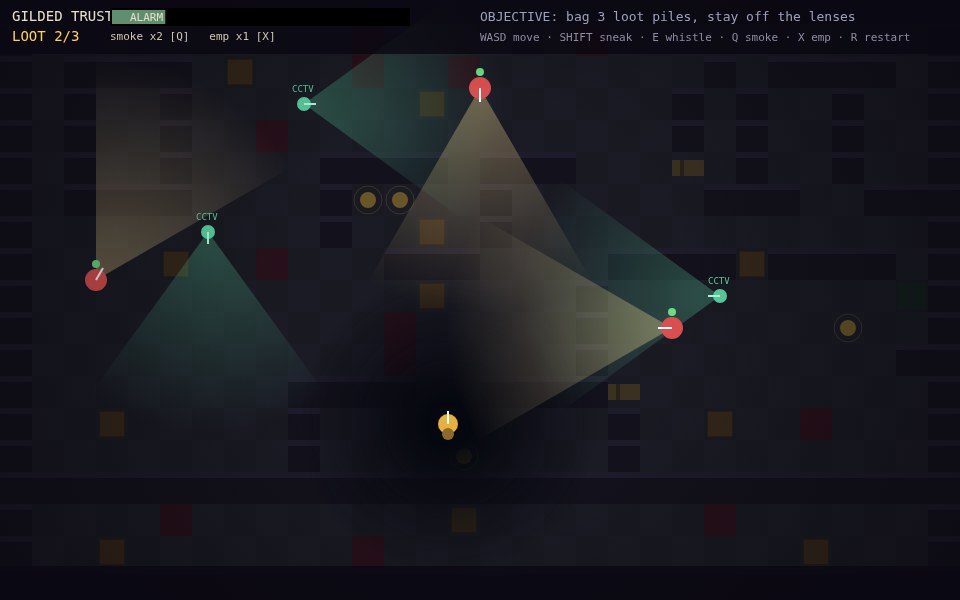 GILDED TRUST
ALARM
OBJECTIVE: bag 3 loot piles, stay off the lenses
LOOT 2/3
smoke x2 [Q]
emp x1 [X]
WASD move · SHIFT sneak · E whistle · Q smoke · X emp · R restart
CCTV
CCTV
CCTV